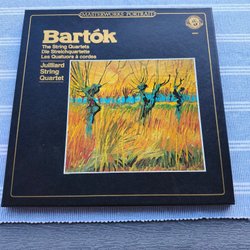 MASTERWORKS PORTRAIT
Bartók
The String Quartets
Die Streichquartette
Les Quatuors à cordes
Juilliard
String
Quartet